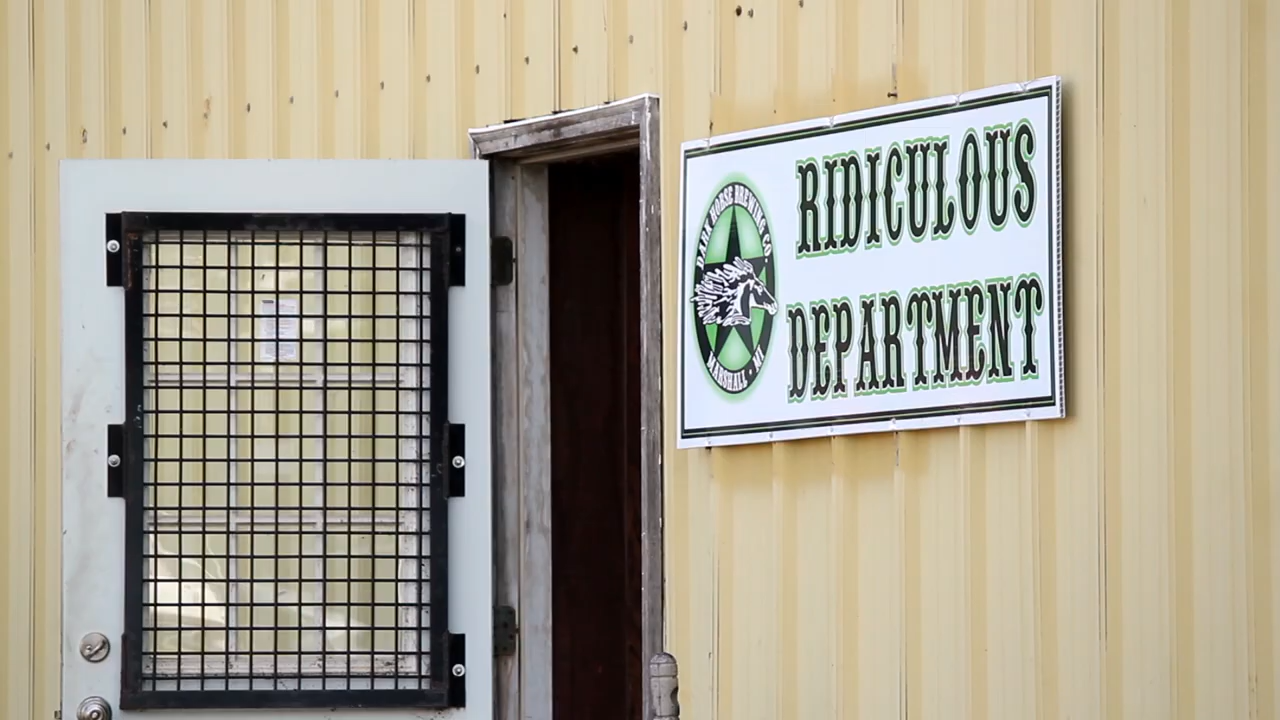 DARK HORSE BREWING CO.
MARSHALL - MI
RIDICULOUS
DEPARTMENT